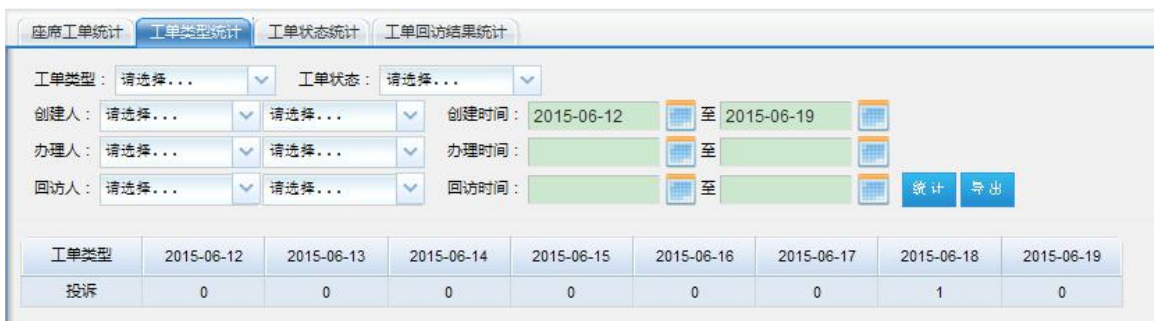 座席工单统计 工单类型统计 工单状态统计 工单回访结果统计
工单类型： 请选择... 工单状态： 请选择...
创建人： 请选择... 请选择... 创建时间： 2015-06-12 至 2015-06-19
办理人： 请选择... 请选择... 办理时间： 至
回访人： 请选择... 请选择... 回访时间： 至 统计 导出
工单类型 2015-06-12 2015-06-13 2015-06-14 2015-06-15 2015-06-16 2015-06-17 2015-06-18 2015-06-19
投诉 0 0 0 0 0 0 1 0